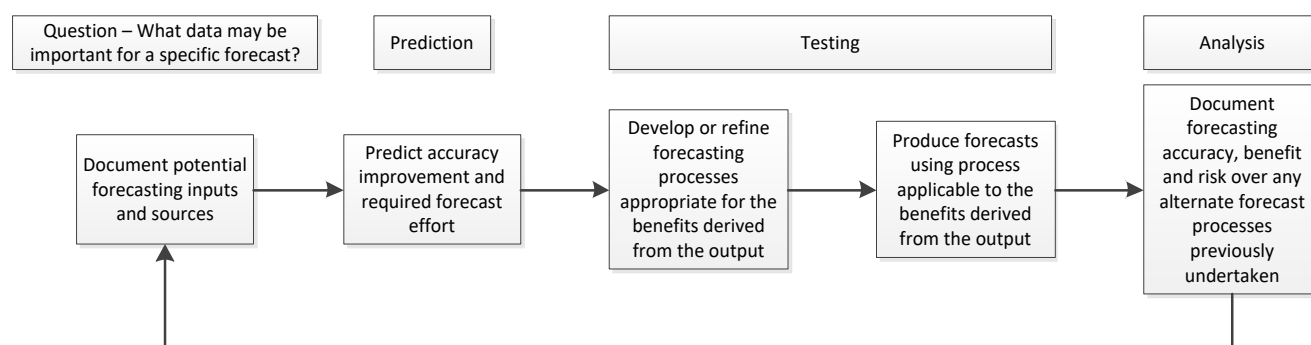 Question – What data may be
important for a specific forecast?
Prediction
Testing
Analysis
Document potential
forecasting inputs
and sources
Predict accuracy
improvement and
required forecast
effort
Develop or refine
forecasting
processes
appropriate for the
benefits derived
from the output
Produce forecasts
using process
applicable to the
benefits derived
from the output
Document
forecasting
accuracy, benefit
and risk over any
alternate forecast
processes
previously
undertaken